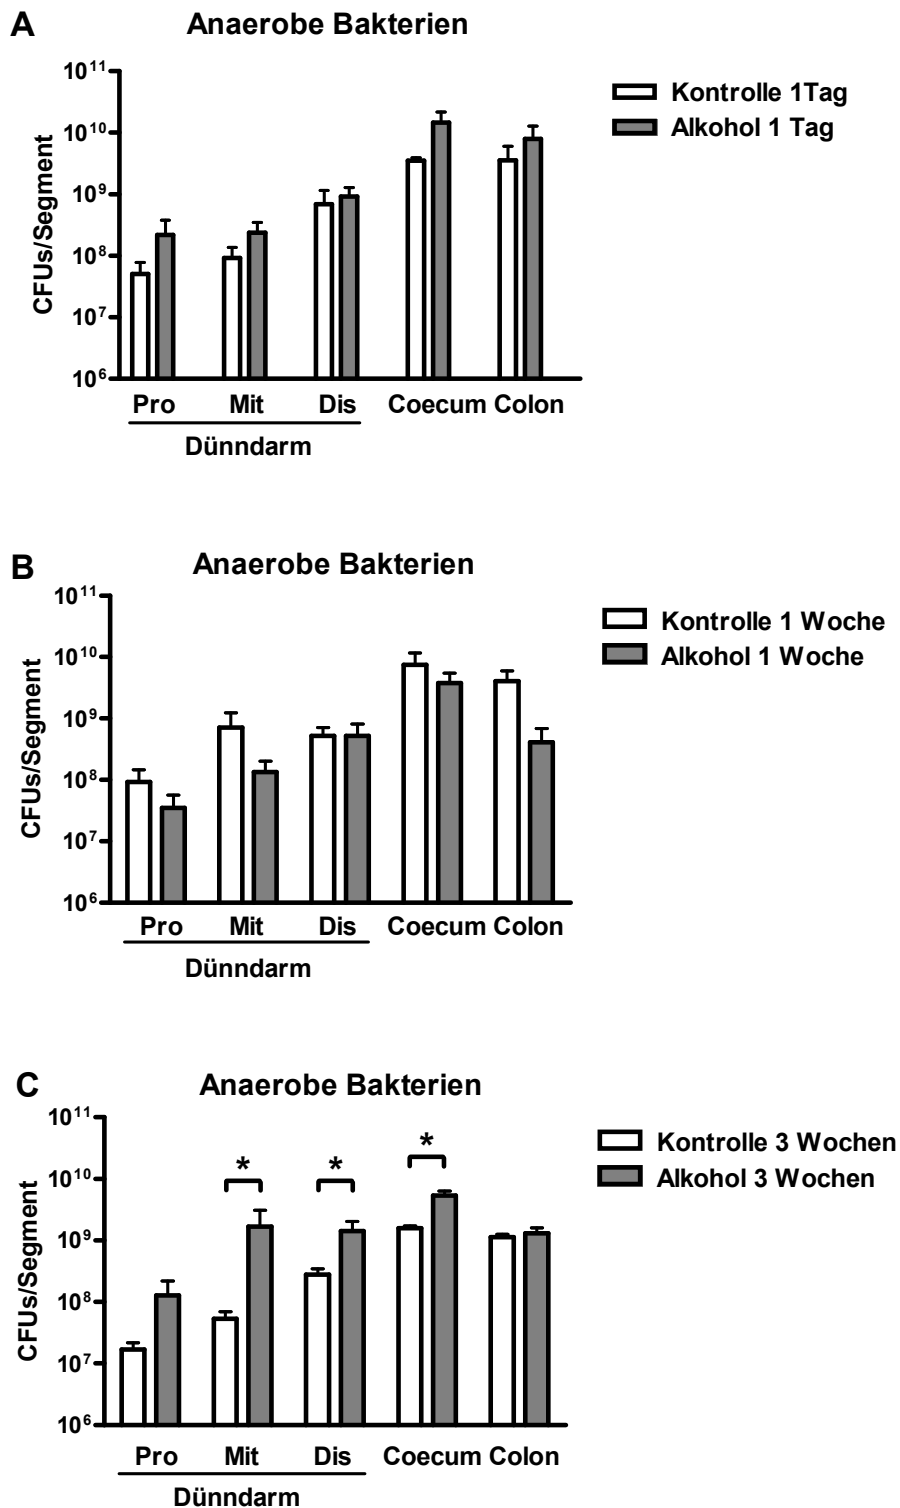 A
Anaerobe Bakterien
CFUs/Segment
10¹¹
10¹⁰
10⁹
10⁸
10⁷
10⁶
Pro Mit Dis Coecum Colon
Dünndarm
Kontrolle 1Tag
Alkohol 1 Tag
B
Anaerobe Bakterien
CFUs/Segment
10¹¹
10¹⁰
10⁹
10⁸
10⁷
10⁶
Pro Mit Dis Coecum Colon
Dünndarm
Kontrolle 1 Woche
Alkohol 1 Woche
C
Anaerobe Bakterien
CFUs/Segment
10¹¹
10¹⁰
10⁹
10⁸
10⁷
10⁶
* * *
Pro Mit Dis Coecum Colon
Dünndarm
Kontrolle 3 Wochen
Alkohol 3 Wochen